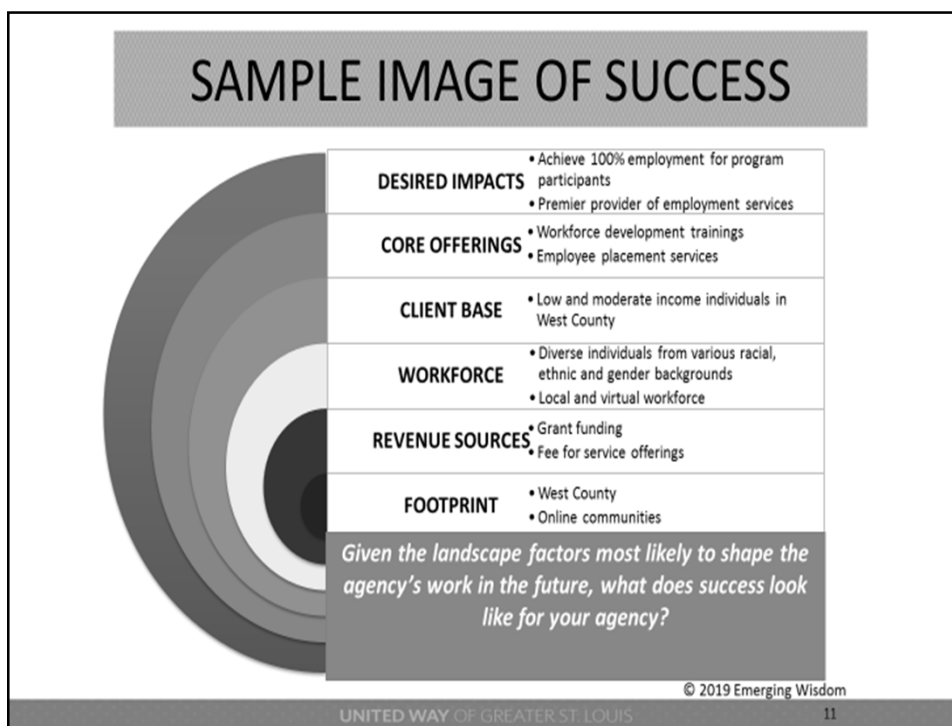 SAMPLE IMAGE OF SUCCESS
DESIRED IMPACTS
• Achieve 100% employment for program
participants
• Premier provider of employment services
CORE OFFERINGS
• Workforce development trainings
• Employee placement services
CLIENT BASE
• Low and moderate income individuals in
West County
WORKFORCE
• Diverse individuals from various racial,
ethnic and gender backgrounds
• Local and virtual workforce
REVENUE SOURCES
• Grant funding
• Fee for service offerings
FOOTPRINT
• West County
• Online communities
Given the landscape factors most likely to shape the
agency's work in the future, what does success look
like for your agency?
© 2019 Emerging Wisdom
UNITED WAY OF GREATER ST. LOUIS
11